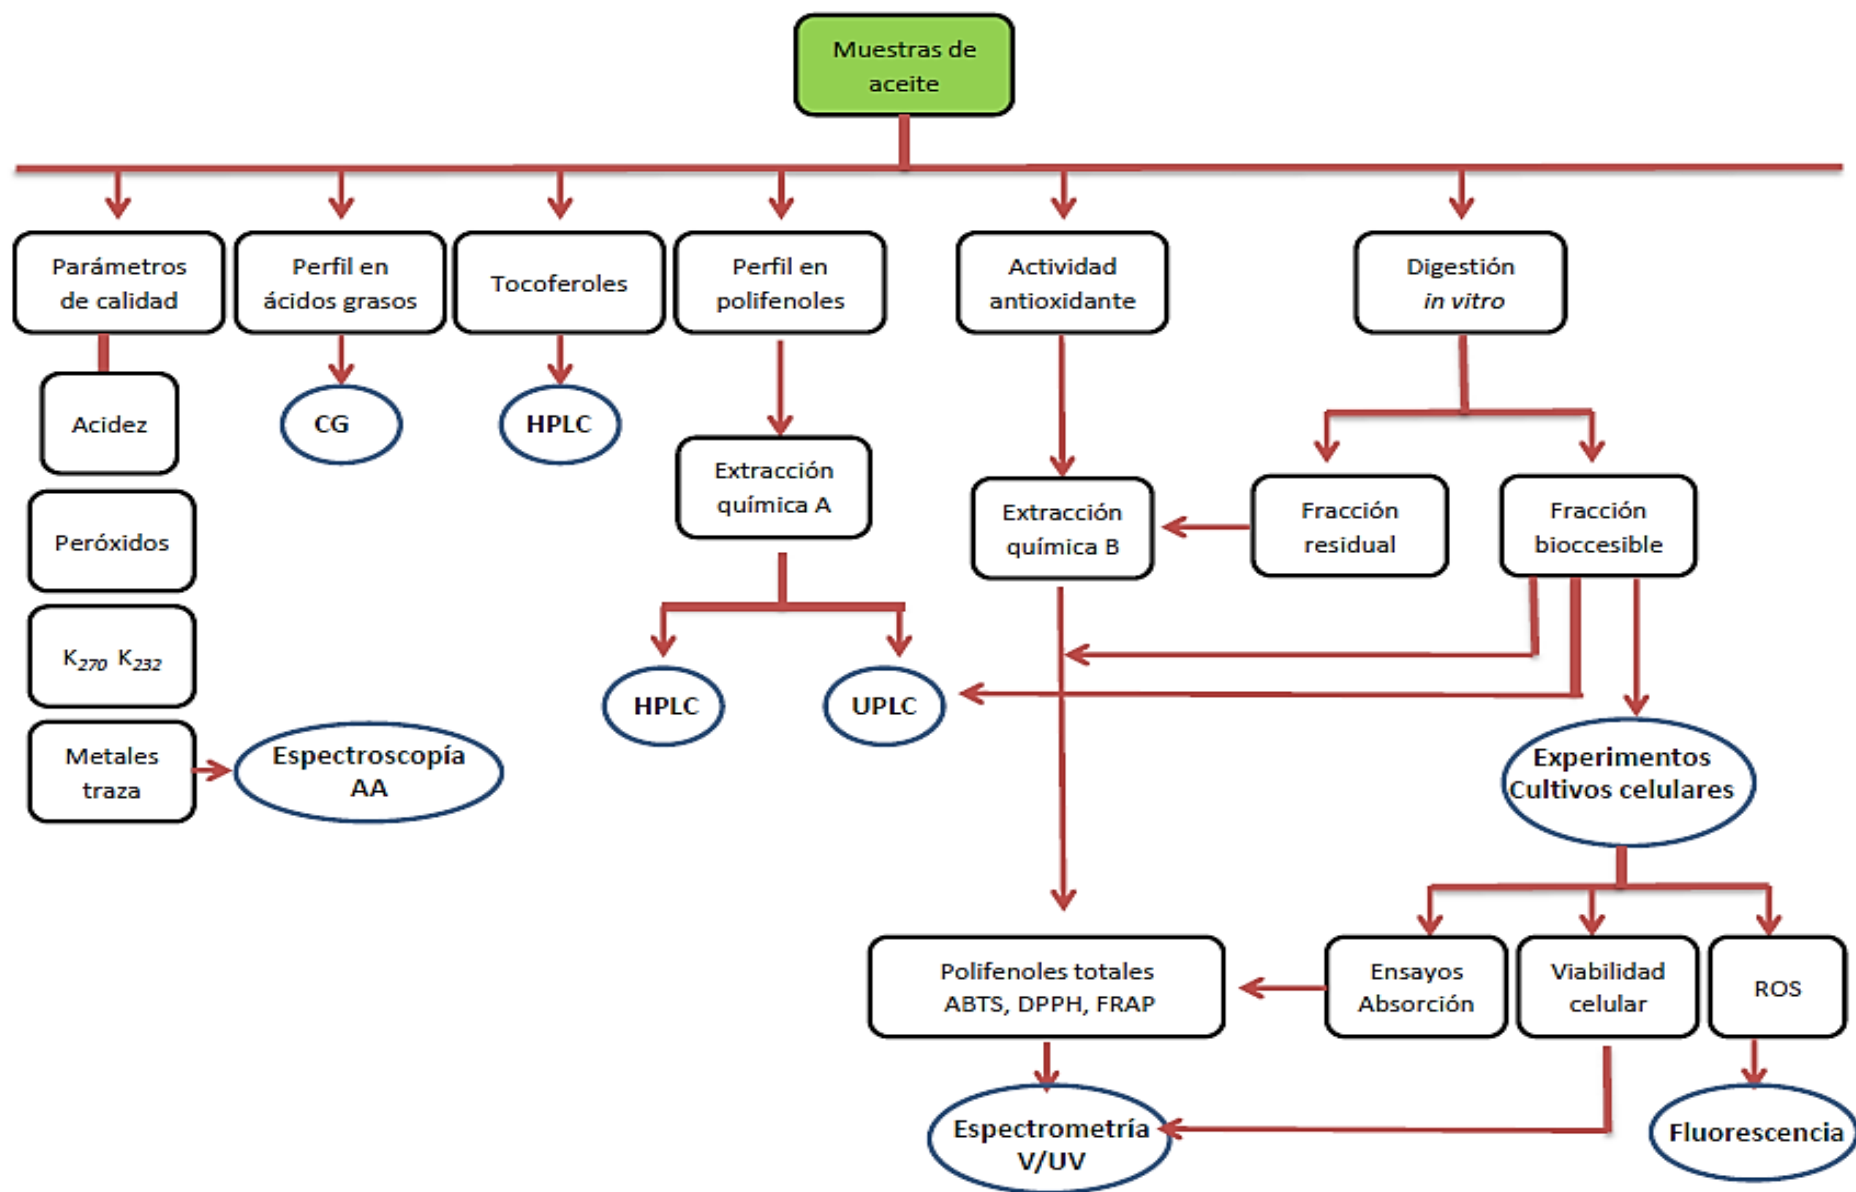 Muestras de
aceite
Parámetros
de calidad
Perfil en
ácidos grasos
Tocoferoles
Perfil en
polifenoles
Actividad
antioxidante
Digestión
in vitro
Acidez
CG
HPLC
Extracción
química A
Extracción
química B
Fracción
residual
Fracción
bioccesible
Peróxidos
K270 K232
HPLC
UPLC
Metales
traza
Espectroscopía
AA
Experimentos
Cultivos celulares
Polifenoles totales
ABTS, DPPH, FRAP
Ensayos
Absorción
Viabilidad
celular
ROS
Espectrometría
V/UV
Fluorescencia